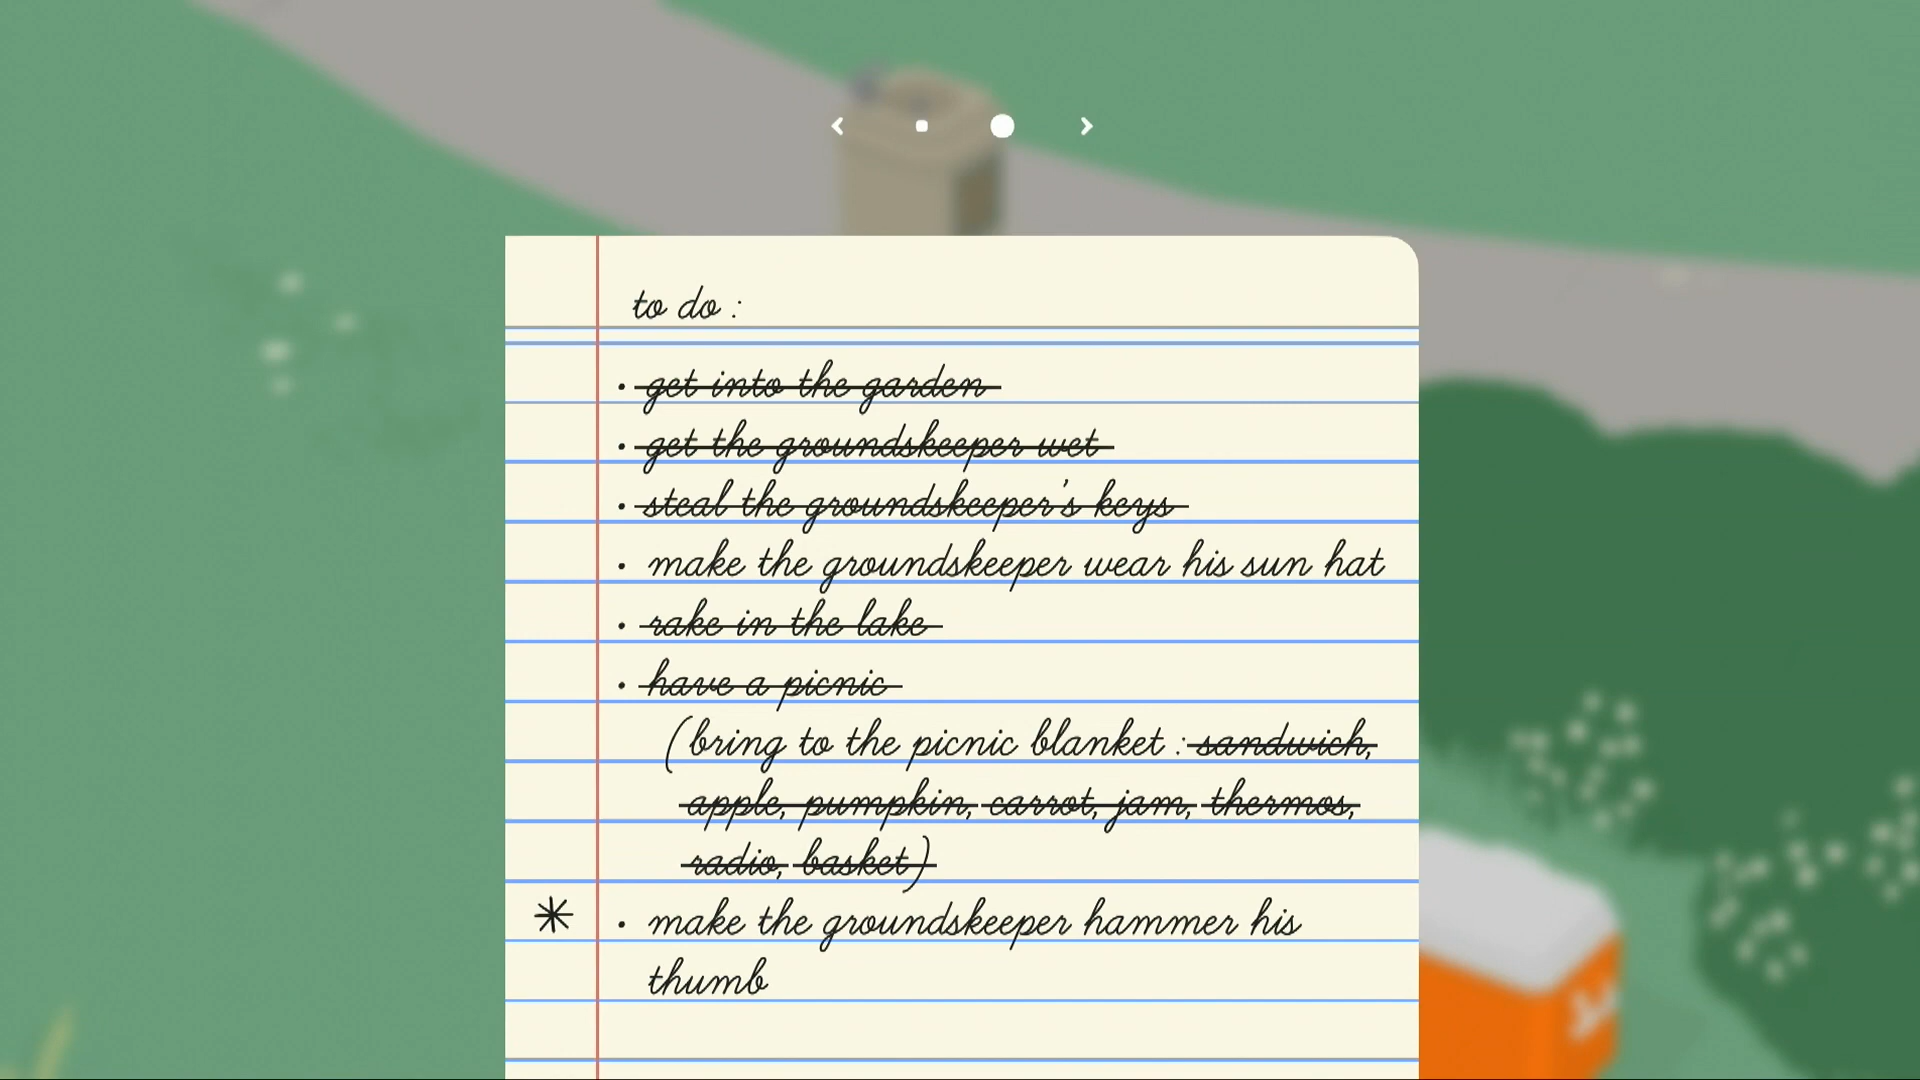 to do :
• get into the garden
• get the groundskeeper wet
• steal the groundskeeper's keys
• make the groundskeeper wear his sun hat
• rake in the lake
• have a picnic
(bring to the picnic blanket : sandwich,
apple, pumpkin, carrot, jam, thermos,
radio, basket)
• make the groundskeeper hammer his
thumb